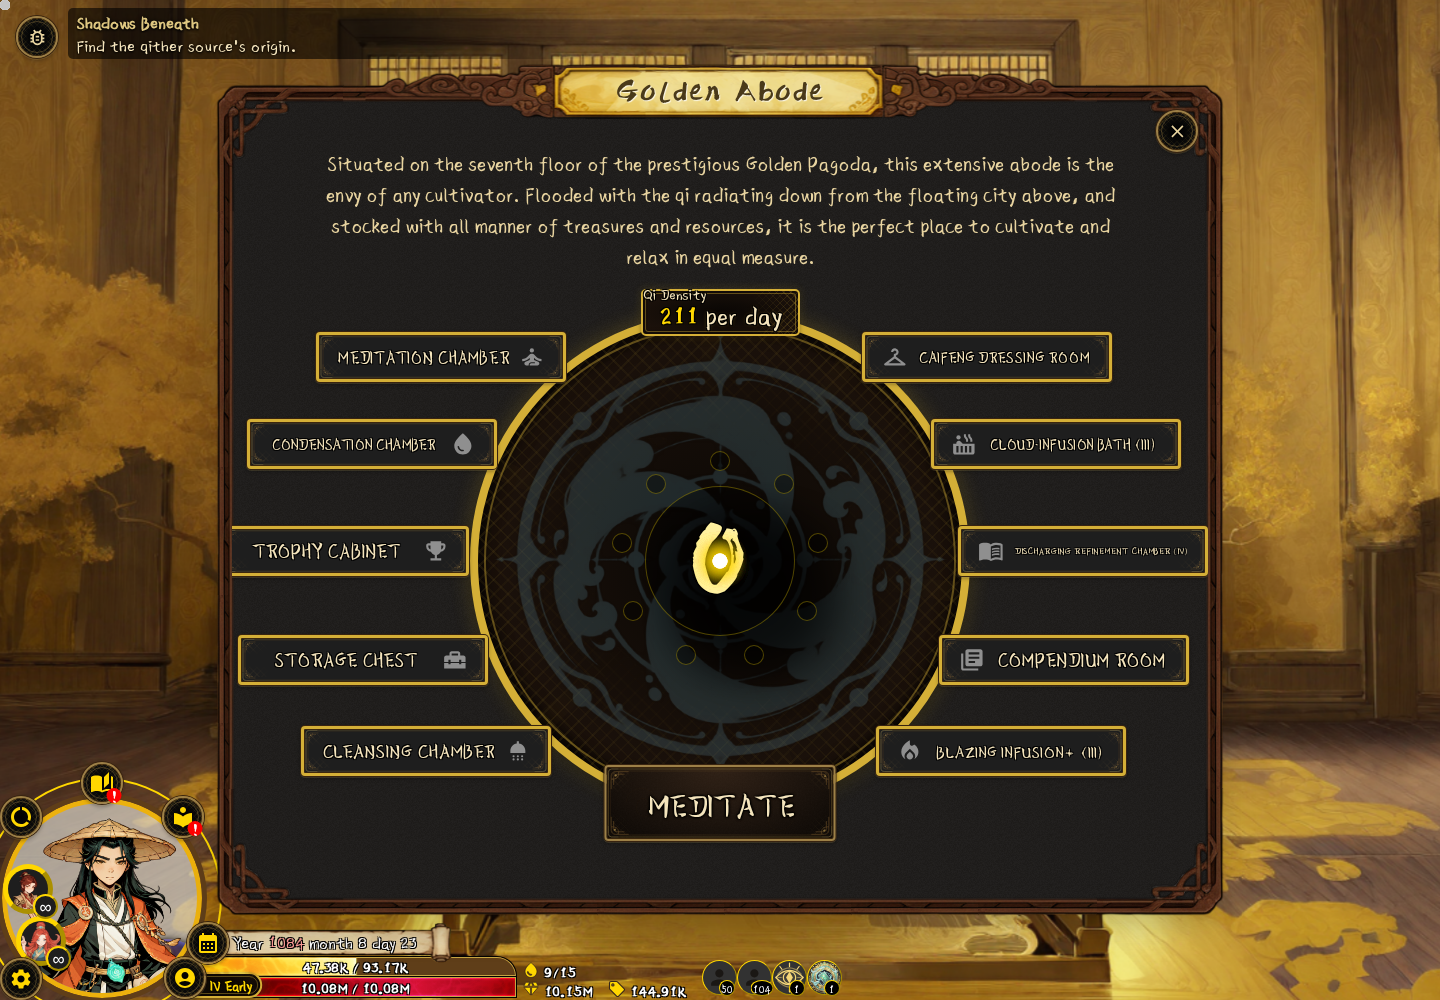 Shadows Beneath
Find the qither source's origin.
Golden Abode
Situated on the seventh floor of the prestigious Golden Pagoda, this extensive abode is the
envy of any cultivator. Flooded with the qi radiating down from the floating city above, and
stocked with all manner of treasures and resources, it is the perfect place to cultivate and
relax in equal measure.
Qi Density
211 per day
MEDITATION CHAMBER
CAIFENG DRESSING ROOM
CONDENSATION CHAMBER
CLOUD-INFUSION BATH (III)
TROPHY CABINET
DISCHARGING REFINEMENT CHAMBER (IV)
STORAGE CHEST
COMPENDIUM ROOM
CLEANSING CHAMBER
BLAZING INFUSION+ (III)
MEDITATE
∞
∞
Year 1084 month 8 day 23
47.38K / 93.17K
IV Early
10.08M / 10.08M
9/15
10.15M
144.91K
50
104
1
1